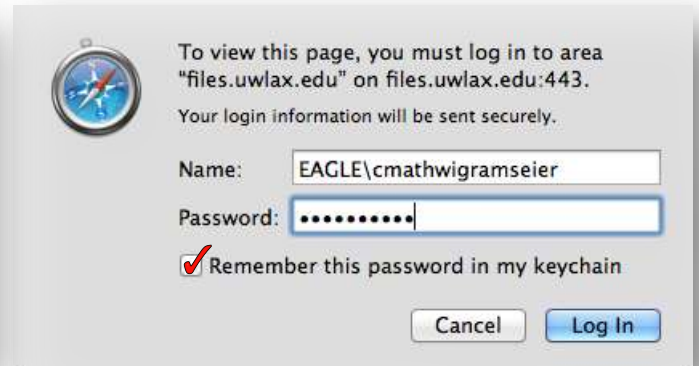 To view this page, you must log in to area
"files.uwlax.edu" on files.uwlax.edu:443.
Your login information will be sent securely.
Name: EAGLE\cmathwigramseier
Password: ••••••••••
Remember this password in my keychain
Cancel Log In